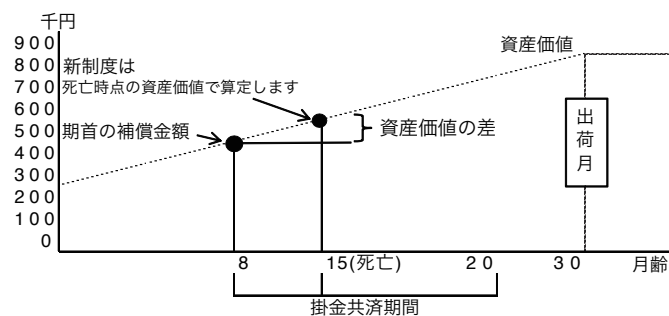 千円
900
800
700
600
500
400
300
200
100
0
資産価値
新制度は
死亡時点の資産価値で算定します
期首の補償金額
資産価値の差
出荷月
8
15(死亡)
20
30
月齢
掛金共済期間